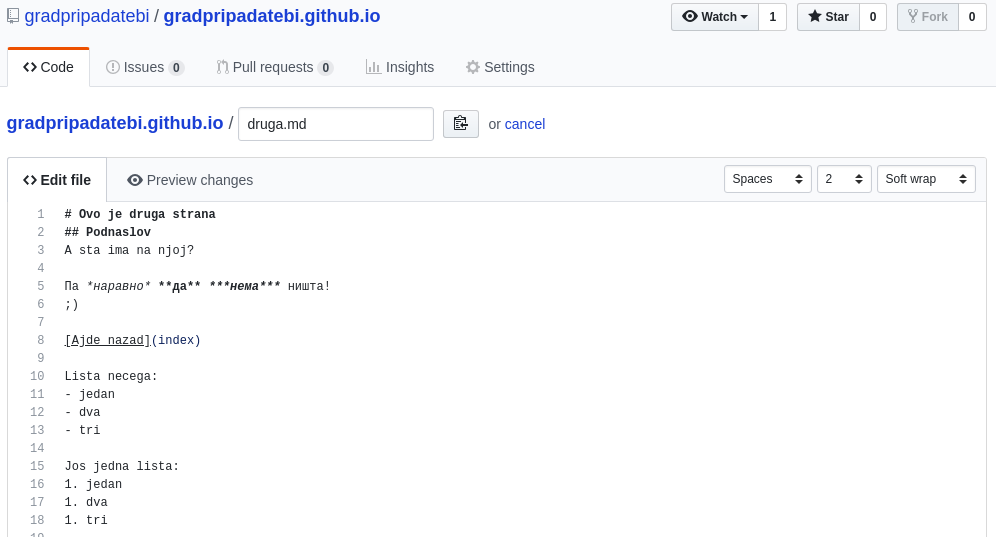 gradpripadatebi / gradpripadatebi.github.io
Watch 1 Star 0 Fork 0
Code Issues 0 Pull requests 0 Insights Settings
gradpripadatebi.github.io / druga.md or cancel
Edit file Preview changes Spaces 2 Soft wrap
1 # Ovo je druga strana
2 ## Podnaslov
3 A sta ima na njoj?
4
5 Па *наравно* **да** ***нема*** ништа!
6 ;)
7
8 [Ajde nazad](index)
9
10 Lista necega:
11 - jedan
12 - dva
13 - tri
14
15 Jos jedna lista:
16 1. jedan
17 1. dva
18 1. tri